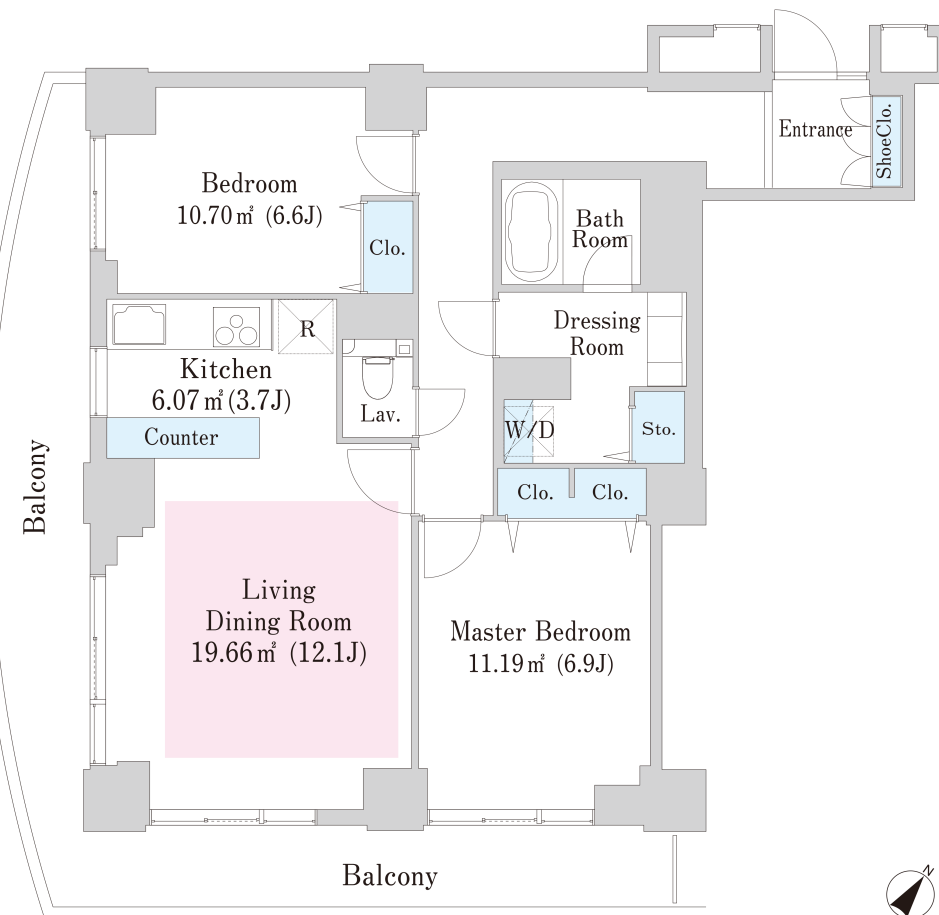 Entrance
ShoeClo.
Bedroom
10.70㎡ (6.6J)
Clo.
Bath
Room
R
Dressing
Room
Kitchen
6.07㎡(3.7J)
Lav.
Counter
W/D
Sto.
Balcony
Clo.
Clo.
Living
Dining Room
19.66㎡ (12.1J)
Master Bedroom
11.19㎡ (6.9J)
Balcony
N